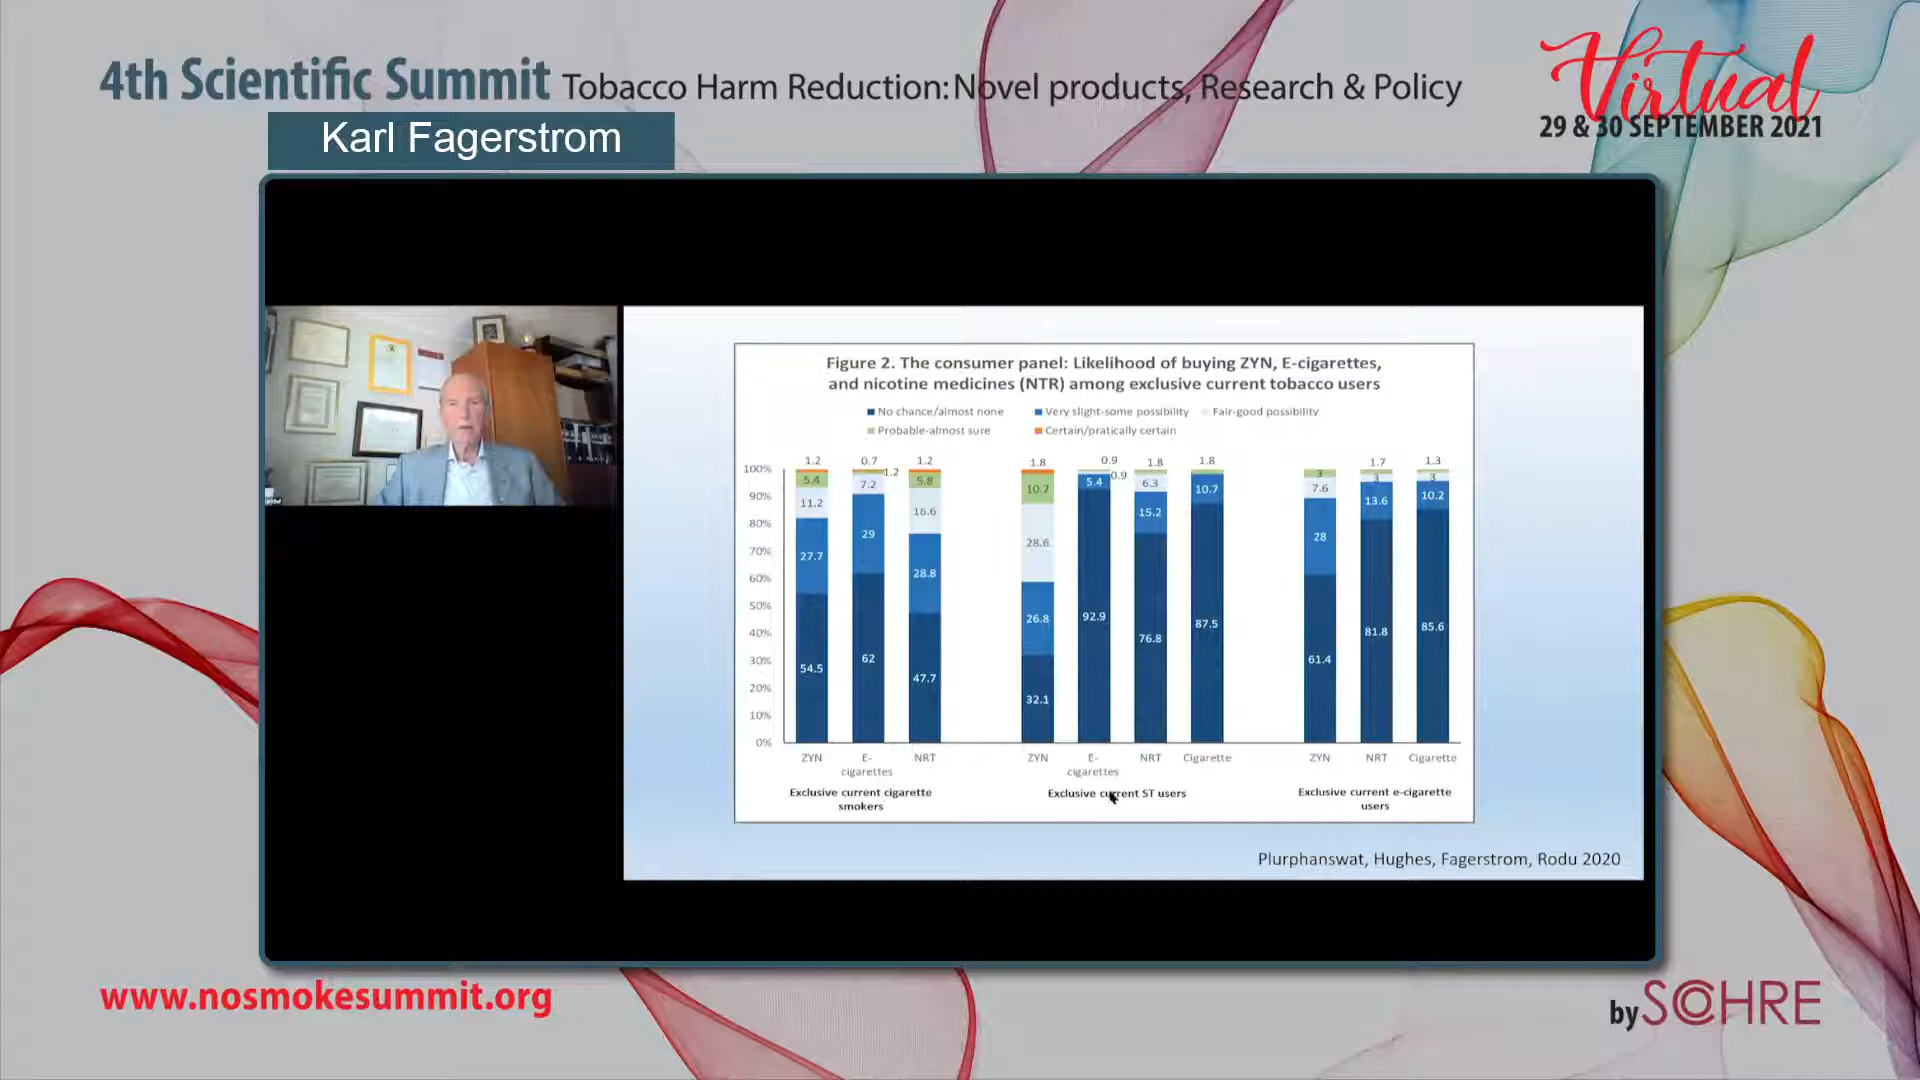 4th Scientific Summit Tobacco Harm Reduction: Novel products, Research & Policy
Virtual
29 & 30 SEPTEMBER 2021
Karl Fagerstrom
Figure 2. The consumer panel: Likelihood of buying ZYN, E-cigarettes,
and nicotine medicines (NTR) among exclusive current tobacco users
No chance/almost none Very slight-some possibility Fair-good possibility
Probable-almost sure Certain/pratically certain
100%
90%
80%
70%
60%
50%
40%
30%
20%
10%
0%
1.2
5.4
11.2
27.7
54.5
0.7
1.2
7.2
29
62
1.2
5.8
16.6
28.8
47.7
1.8
10.7
28.6
26.8
32.1
0.9
0.9
5.4
92.9
1.8
6.3
15.2
76.8
1.8
10.7
87.5
3
7.6
28
61.4
1.7
3
13.6
81.8
1.3
3
10.2
85.6
ZYN E-cigarettes NRT
Exclusive current cigarette
smokers
ZYN E-cigarettes NRT Cigarette
Exclusive current ST users
ZYN NRT Cigarette
Exclusive current e-cigarette
users
Plurphanswat, Hughes, Fagerstrom, Rodu 2020
www.nosmokesummit.org
by SCOHRE